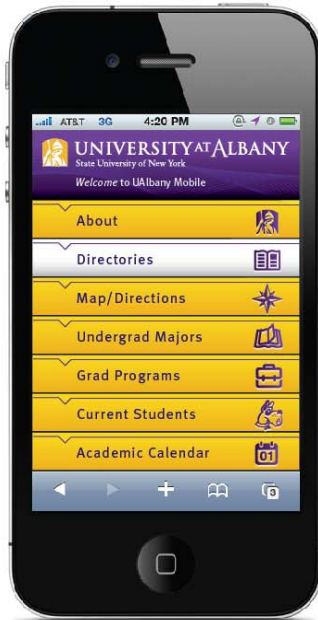 AT&T 3G 4:20 PM
UNIVERSITY AT ALBANY
State University of New York
Welcome to UAlbany Mobile
About
Directories
Map/Directions
Undergrad Majors
Grad Programs
Current Students
Academic Calendar
01
3